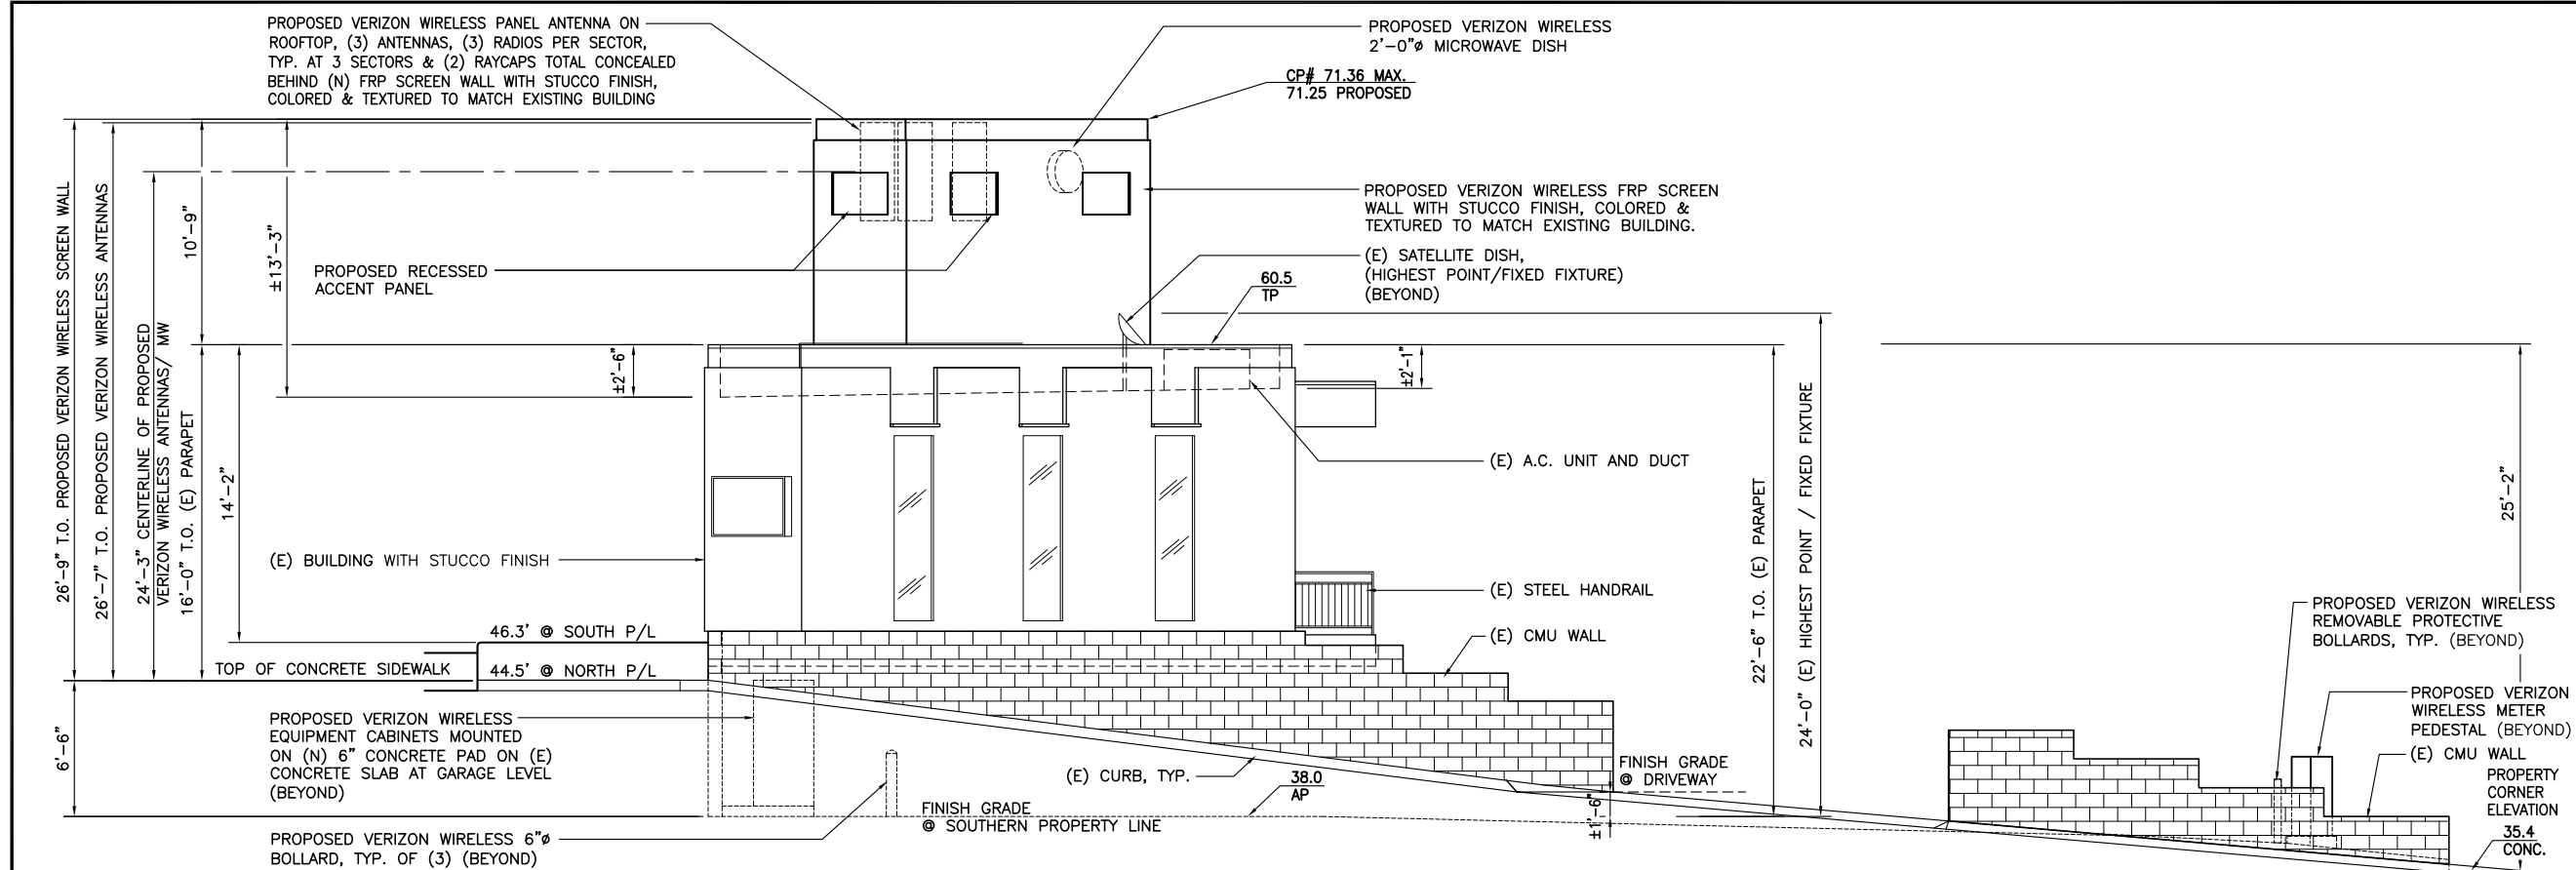 PROPOSED VERIZON WIRELESS PANEL ANTENNA ON
ROOFTOP, (3) ANTENNAS, (3) RADIOS PER SECTOR,
TYP. AT 3 SECTORS & (2) RAYCAPS TOTAL CONCEALED
BEHIND (N) FRP SCREEN WALL WITH STUCCO FINISH,
COLORED & TEXTURED TO MATCH EXISTING BUILDING
PROPOSED VERIZON WIRELESS
2'-0"ø MICROWAVE DISH
CP# 71.36 MAX.
71.25 PROPOSED
PROPOSED VERIZON WIRELESS FRP SCREEN
WALL WITH STUCCO FINISH, COLORED &
TEXTURED TO MATCH EXISTING BUILDING.
(E) SATELLITE DISH,
(HIGHEST POINT/FIXED FIXTURE)
(BEYOND)
60.5
TP
PROPOSED RECESSED
ACCENT PANEL
26'-9" T.O. PROPOSED VERIZON WIRELESS SCREEN WALL
26'-7" T.O. PROPOSED VERIZON WIRELESS ANTENNAS
24'-3" CENTERLINE OF PROPOSED
VERIZON WIRELESS ANTENNAS/ MW
16'-0" T.O. (E) PARAPET
10'-9"
14'-2"
±13'-3"
±2'-6"
±2'-1"
(E) A.C. UNIT AND DUCT
(E) BUILDING WITH STUCCO FINISH
(E) STEEL HANDRAIL
(E) CMU WALL
22'-6" T.O. (E) PARAPET
24'-0" (E) HIGHEST POINT / FIXED FIXTURE
25'-2"
46.3' @ SOUTH P/L
TOP OF CONCRETE SIDEWALK
44.5' @ NORTH P/L
6'-6"
PROPOSED VERIZON WIRELESS
EQUIPMENT CABINETS MOUNTED
ON (N) 6" CONCRETE PAD ON (E)
CONCRETE SLAB AT GARAGE LEVEL
(BEYOND)
PROPOSED VERIZON WIRELESS 6"ø
BOLLARD, TYP. OF (3) (BEYOND)
FINISH GRADE
@ SOUTHERN PROPERTY LINE
(E) CURB, TYP.
38.0
AP
FINISH GRADE
@ DRIVEWAY
±1'-6"
PROPOSED VERIZON WIRELESS
REMOVABLE PROTECTIVE
BOLLARDS, TYP. (BEYOND)
PROPOSED VERIZON
WIRELESS METER
PEDESTAL (BEYOND)
(E) CMU WALL
PROPERTY
CORNER
ELEVATION
35.4
CONC.